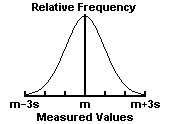 Relative Frequency
m−3s m m+3s
Measured Values